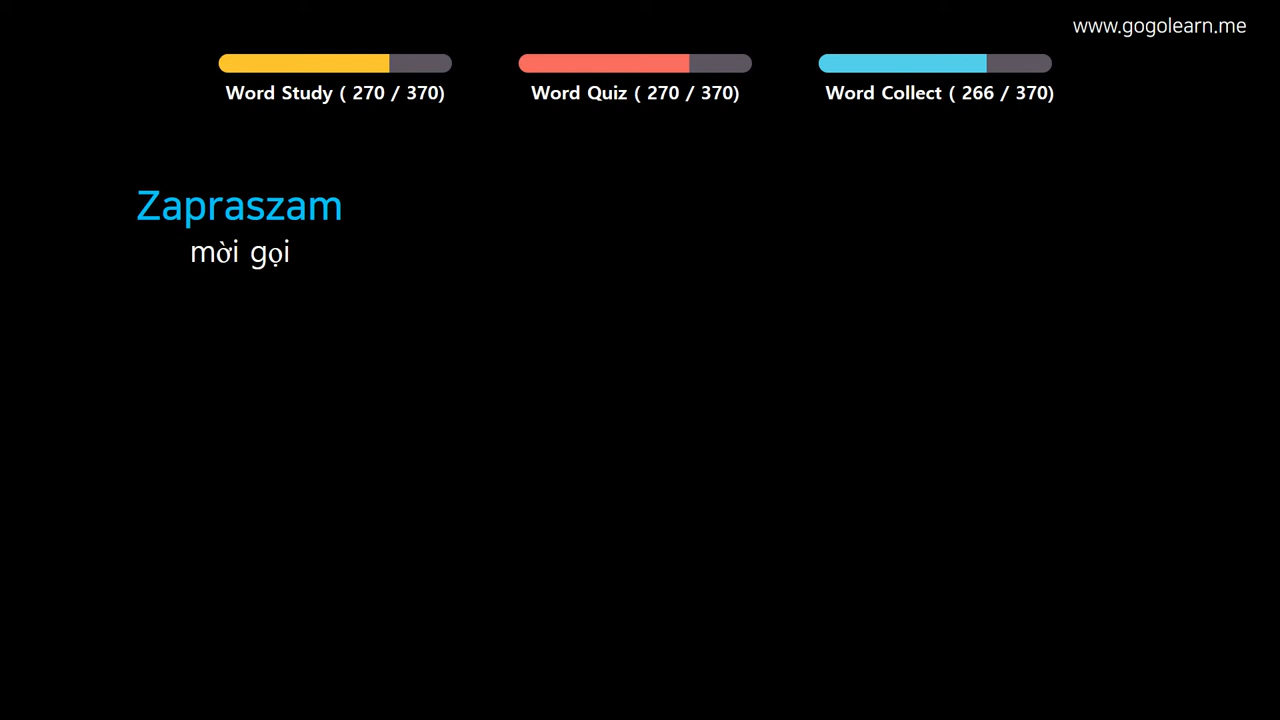 www.gogolearn.me
Word Study ( 270 / 370)
Word Quiz ( 270 / 370)
Word Collect ( 266 / 370)
Zapraszam
mời gọi